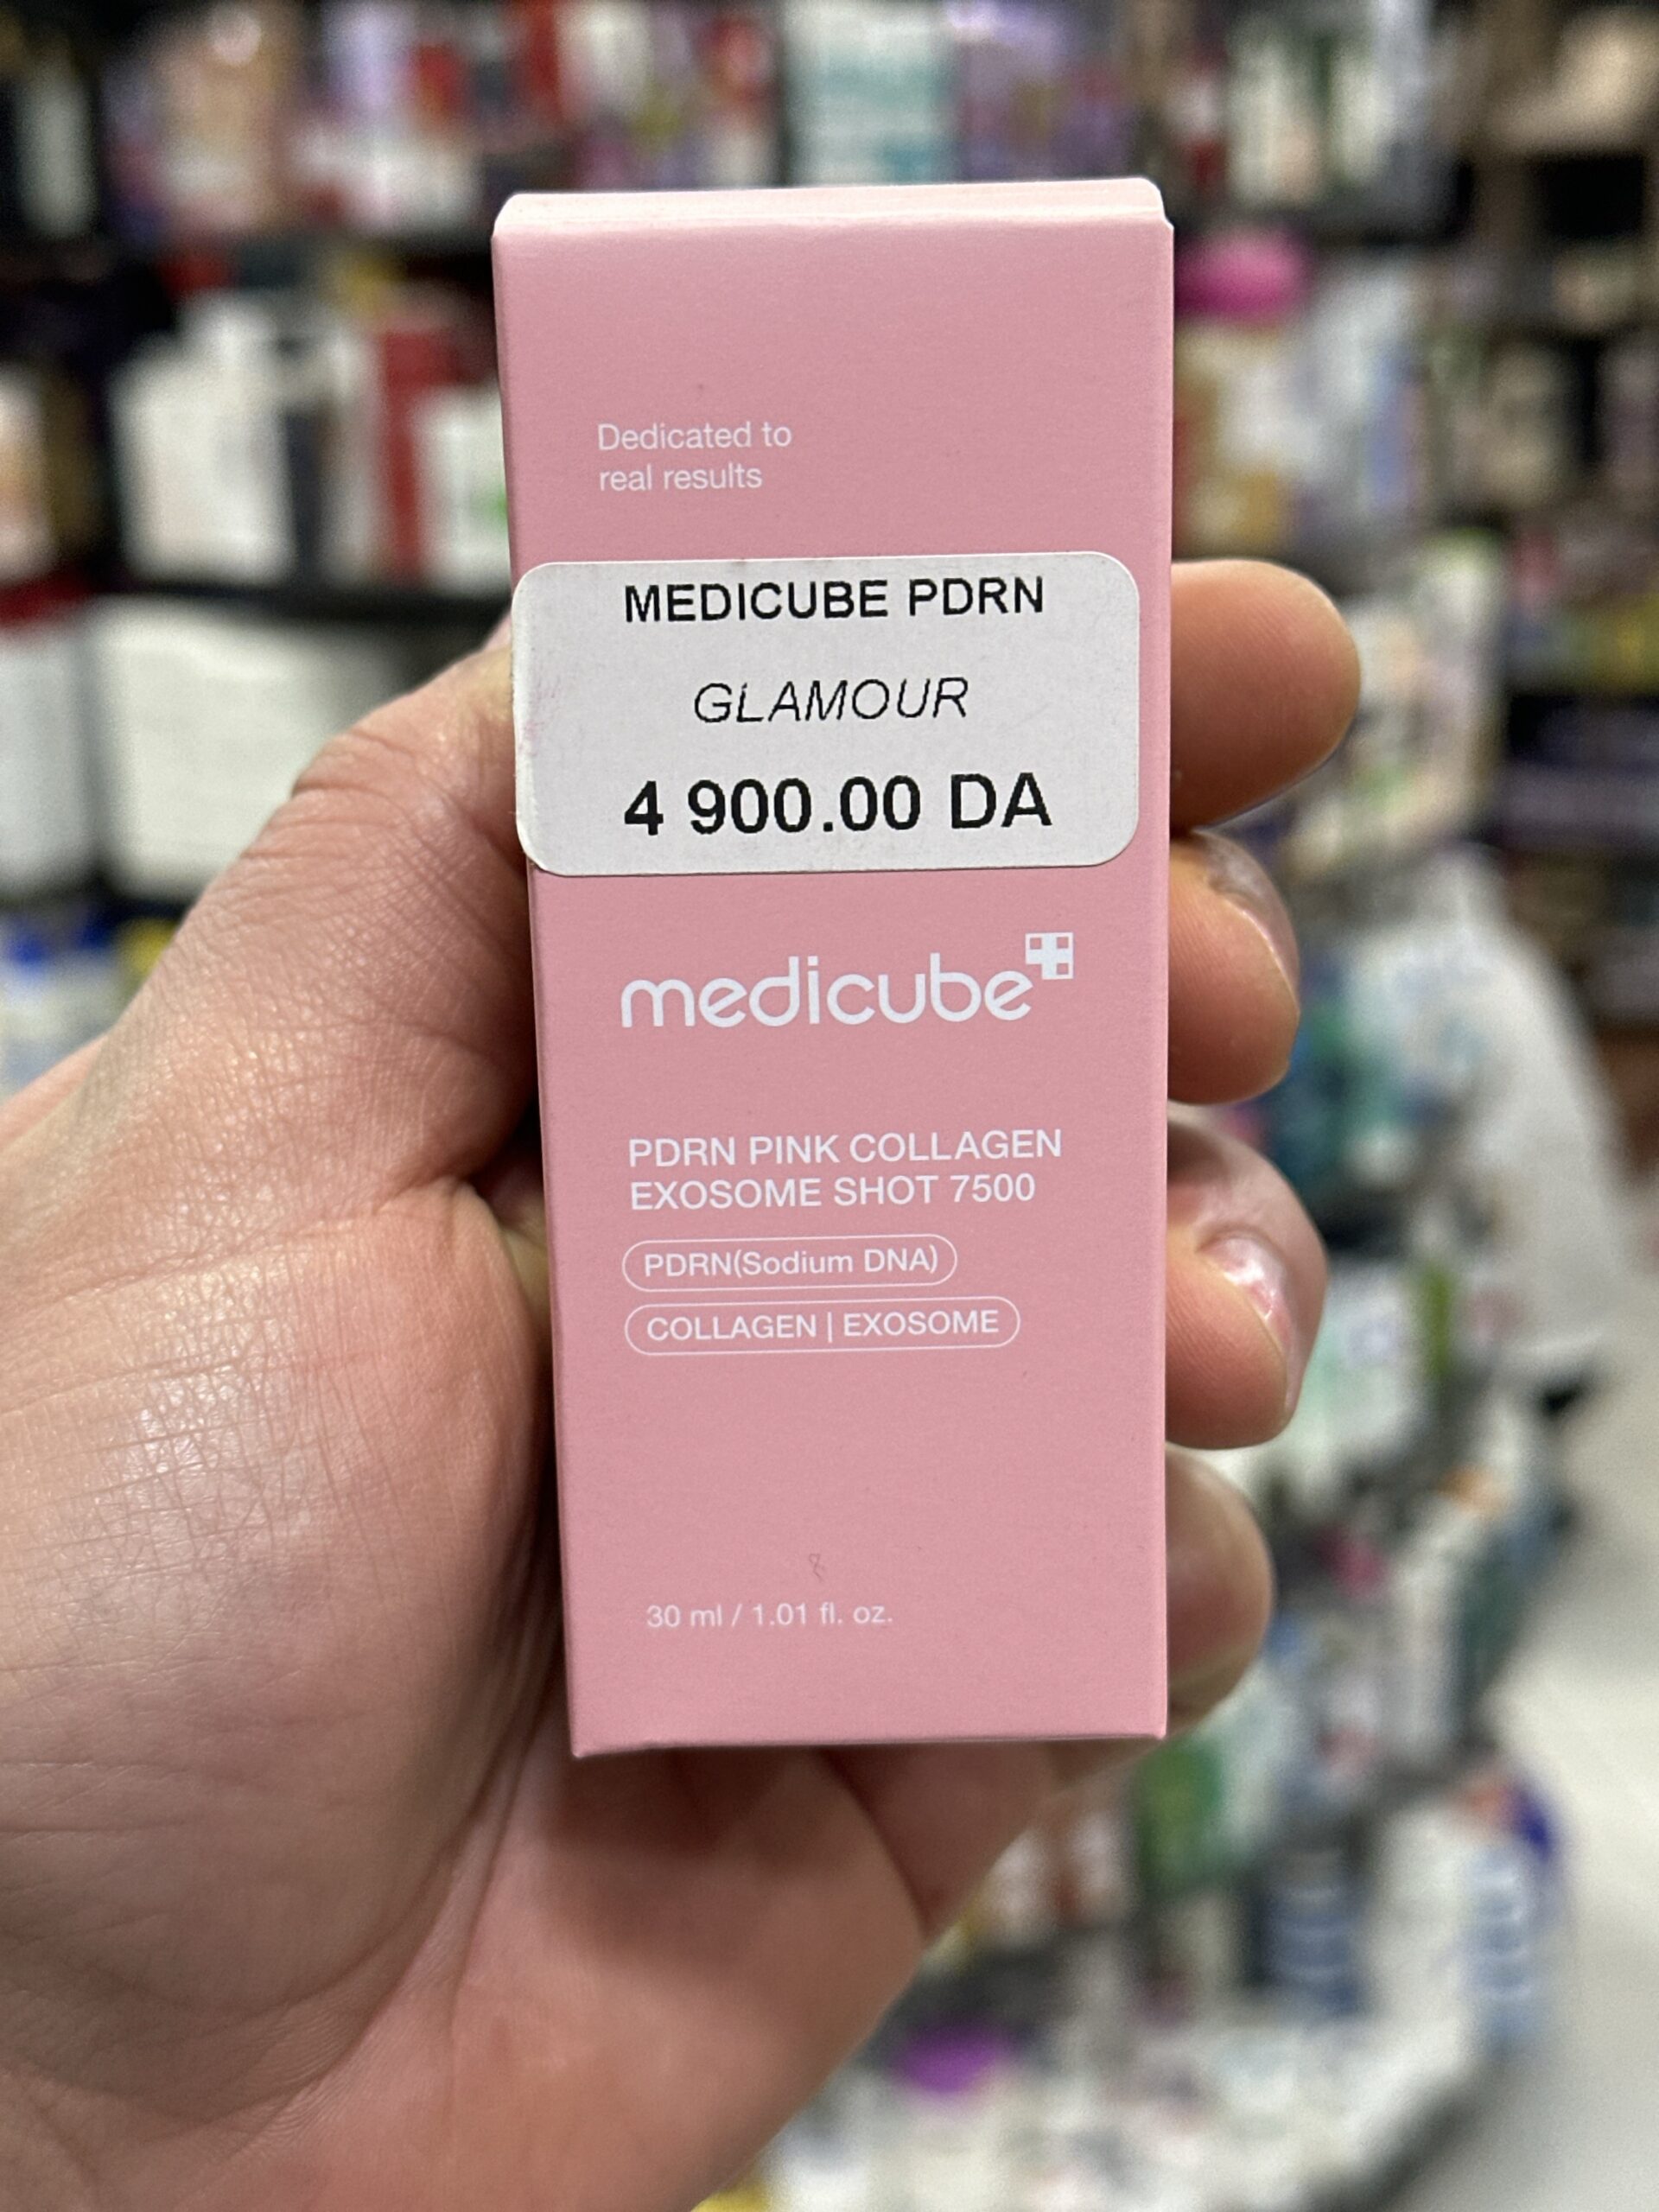 Dedicated to
real results
MEDICUBE PDRN
GLAMOUR
4 900.00 DA
medicube
PDRN PINK COLLAGEN
EXOSOME SHOT 7500
PDRN(Sodium DNA)
COLLAGEN | EXOSOME
30 ml / 1.01 fl. oz.